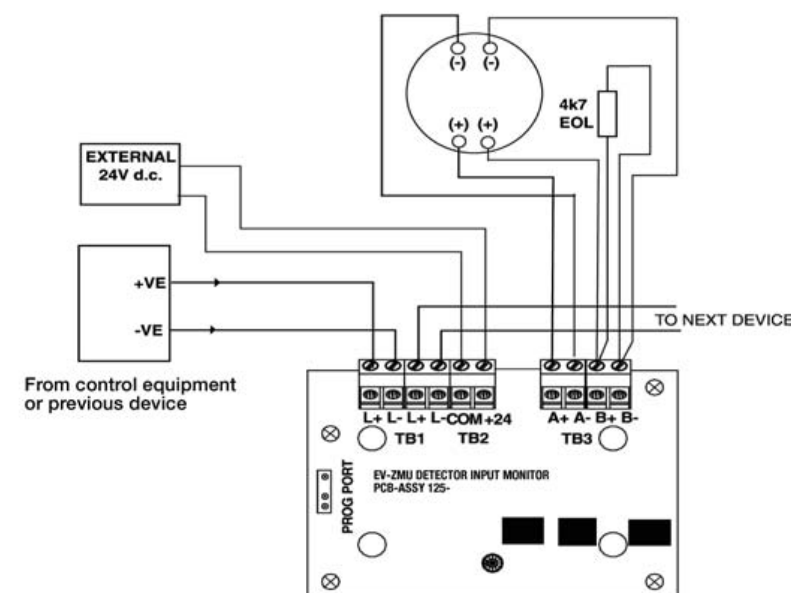 (-) (-)
(+) (+)
4k7
EOL
EXTERNAL
24V d.c.
+VE
-VE
From control equipment
or previous device
TO NEXT DEVICE
L+ L- L+ L- COM +24
A+ A- B+ B-
TB1 TB2 TB3
PROG PORT
EV-ZMU DETECTOR INPUT MONITOR
PCB-ASSY 125-